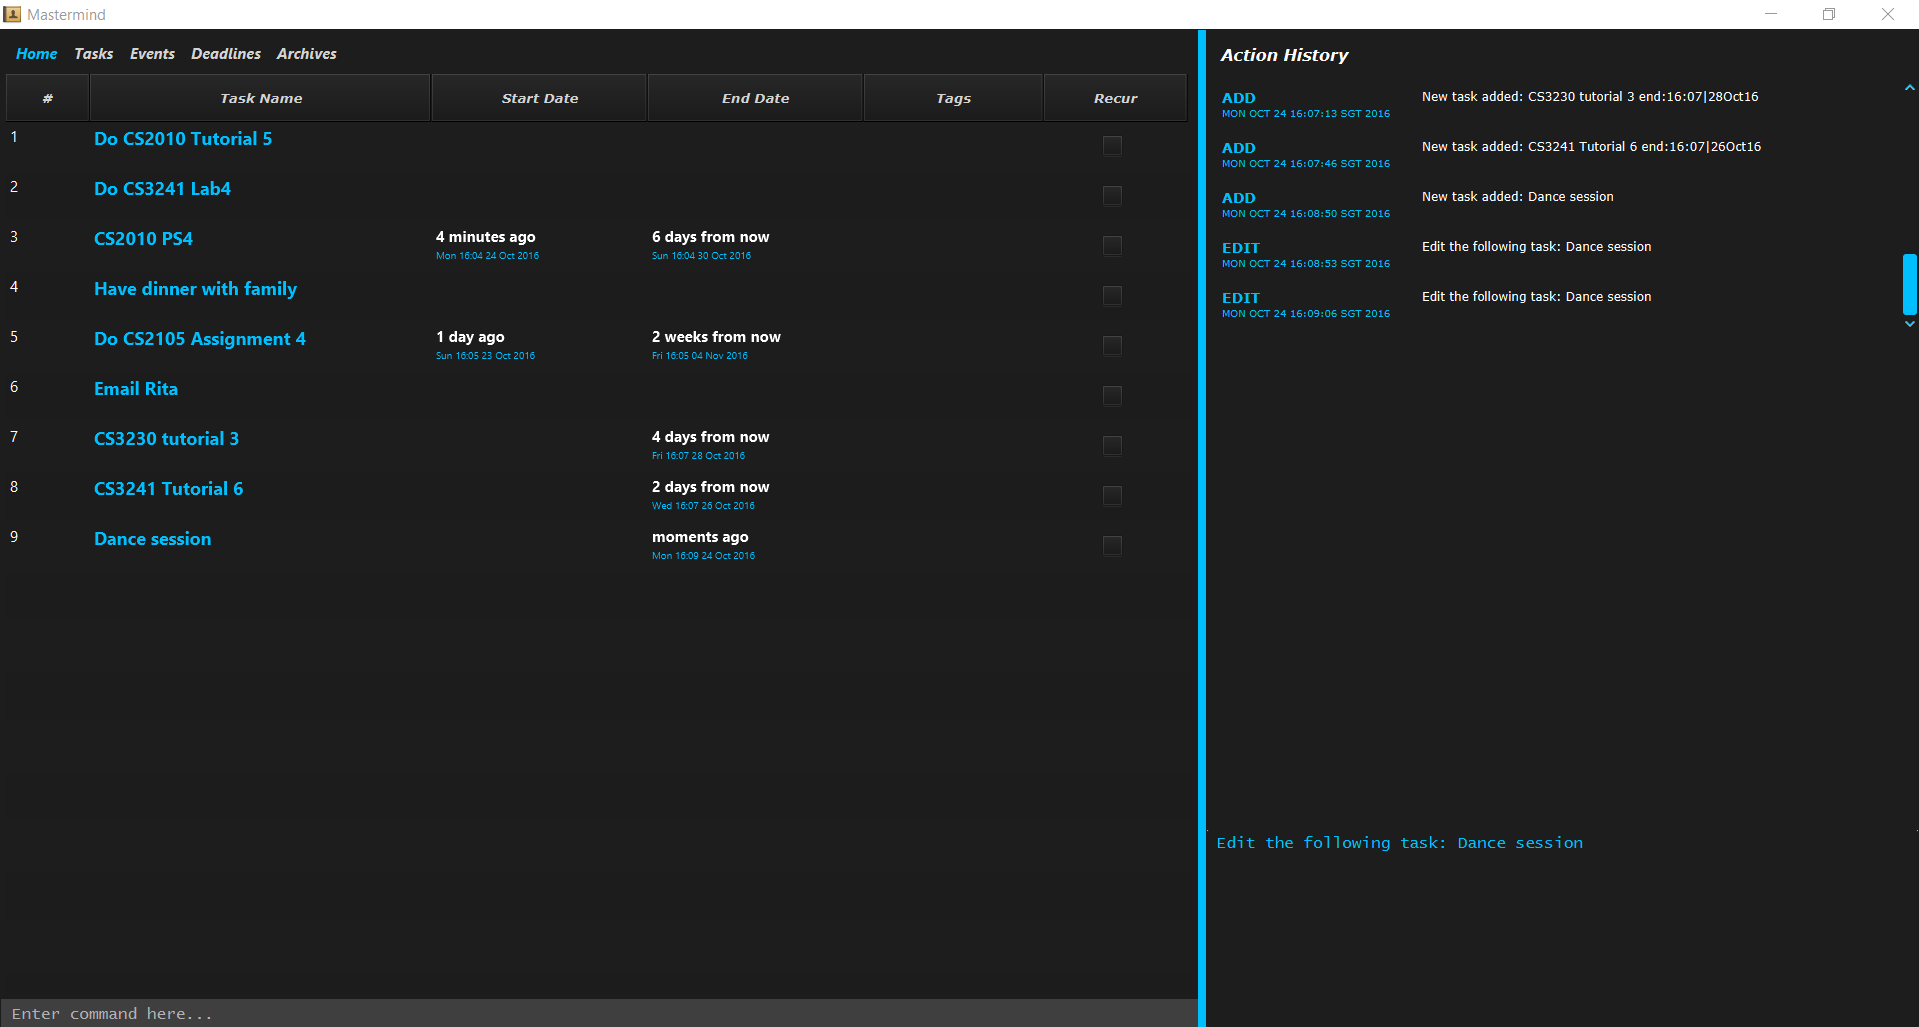 Mastermind
Home Tasks Events Deadlines Archives
# Task Name Start Date End Date Tags Recur
1 Do CS2010 Tutorial 5
2 Do CS3241 Lab4
3 CS2010 PS4 4 minutes ago 6 days from now
Mon 16:04 24 Oct 2016 Sun 16:04 30 Oct 2016
4 Have dinner with family
5 Do CS2105 Assignment 4 1 day ago 2 weeks from now
Sun 16:05 23 Oct 2016 Fri 16:05 04 Nov 2016
6 Email Rita
7 CS3230 tutorial 3 4 days from now
Fri 16:07 28 Oct 2016
8 CS3241 Tutorial 6 2 days from now
Wed 16:07 26 Oct 2016
9 Dance session moments ago
Mon 16:09 24 Oct 2016
Enter command here...
Action History
ADD New task added: CS3230 tutorial 3 end:16:07|28Oct16
MON OCT 24 16:07:13 SGT 2016
ADD New task added: CS3241 Tutorial 6 end:16:07|26Oct16
MON OCT 24 16:07:46 SGT 2016
ADD New task added: Dance session
MON OCT 24 16:08:50 SGT 2016
EDIT Edit the following task: Dance session
MON OCT 24 16:08:53 SGT 2016
EDIT Edit the following task: Dance session
MON OCT 24 16:09:06 SGT 2016
Edit the following task: Dance session